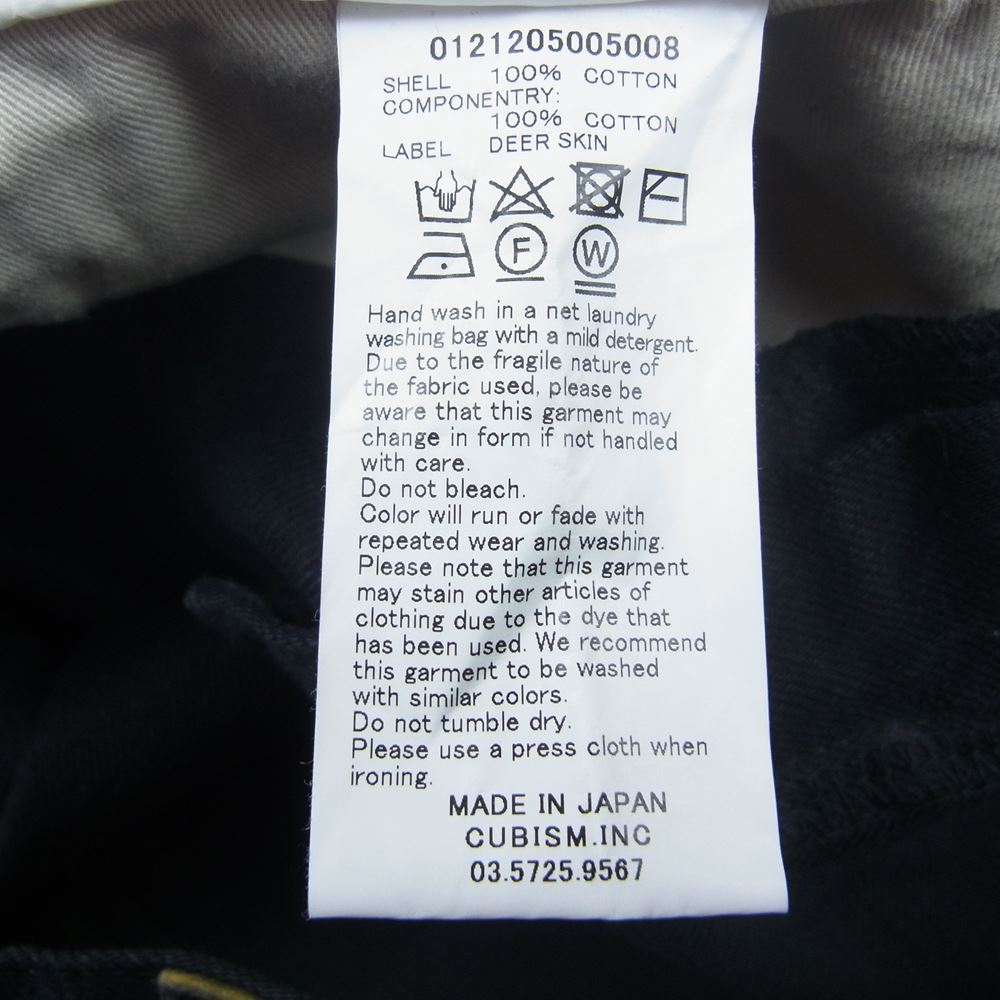 0121205005008
SHELL 100% COTTON
COMPONENTRY:
100% COTTON
LABEL DEER SKIN
F W
Hand wash in a net laundry
washing bag with a mild detergent.
Due to the fragile nature of
the fabric used, please be
aware that this garment may
change in form if not handled
with care.
Do not bleach.
Color will run or fade with
repeated wear and washing.
Please note that this garment
may stain other articles of
clothing due to the dye that
has been used. We recommend
this garment to be washed
with similar colors.
Do not tumble dry.
Please use a press cloth when
ironing.
MADE IN JAPAN
CUBISM.INC
03.5725.9567